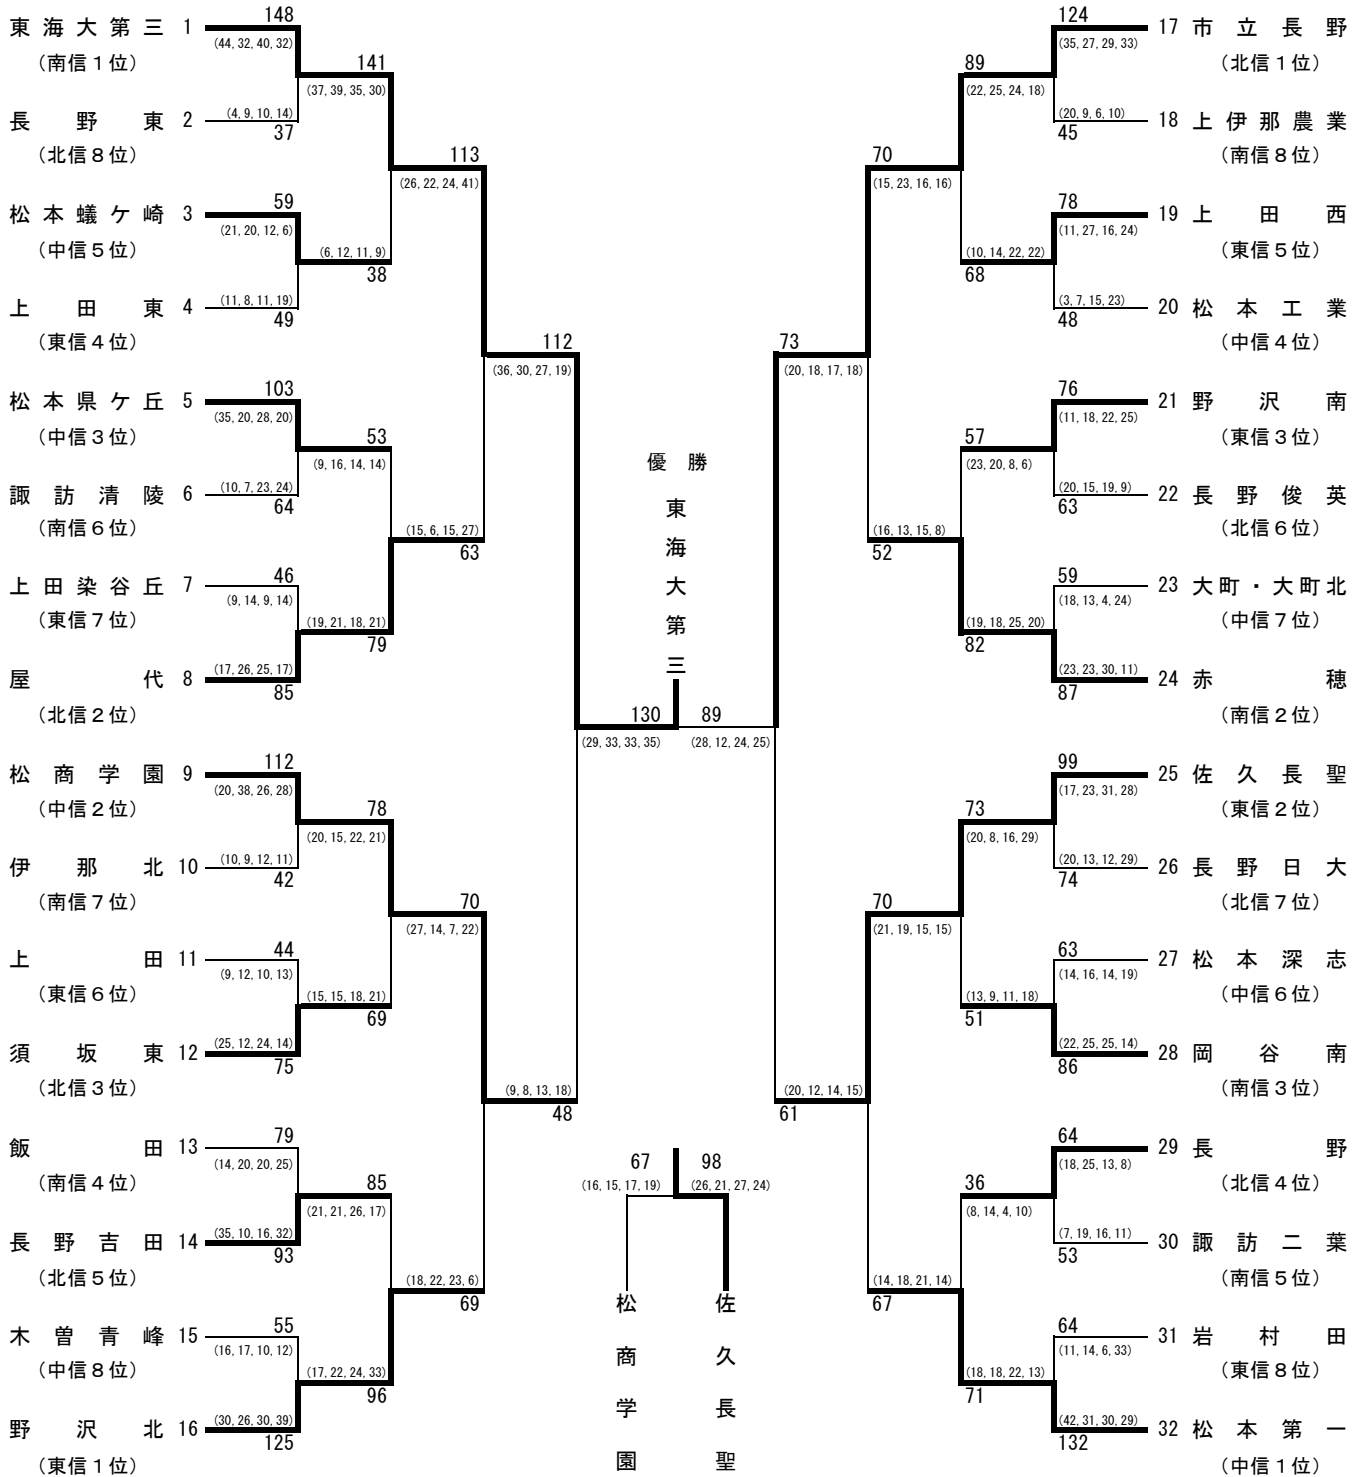 東海大第三 1 148
(44, 32, 40, 32)
(南信1位)
141
(37, 39, 35, 30)
長野東 2 (4, 9, 10, 14)
37
(北信8位)
113
(26, 22, 24, 41)
松本蟻ケ崎 3 59
(21, 20, 12, 6)
(中信5位)
(6, 12, 11, 9)
38
上田東 4 (11, 8, 11, 19)
49
(東信4位)
112
(36, 30, 27, 19)
松本県ケ丘 5 103
(35, 20, 28, 20)
(中信3位)
53
(9, 16, 14, 14)
諏訪清陵 6 (10, 7, 23, 24)
64
(南信6位)
(15, 6, 15, 27)
63
上田染谷丘 7 46
(9, 14, 9, 14)
(東信7位)
(19, 21, 18, 21)
79
屋代 8 (17, 26, 25, 17)
85
(北信2位)
松商学園 9 112
(20, 38, 26, 28)
(中信2位)
78
(20, 15, 22, 21)
伊那北 10 (10, 9, 12, 11)
42
(南信7位)
70
(27, 14, 7, 22)
上田 11 44
(9, 12, 10, 13)
(東信6位)
(15, 15, 18, 21)
69
須坂東 12 (25, 12, 24, 14)
75
(北信3位)
(9, 8, 13, 18)
48
飯田 13 79
(14, 20, 20, 25)
(南信4位)
85
(21, 21, 26, 17)
長野吉田 14 (35, 10, 16, 32)
93
(北信5位)
(18, 22, 23, 6)
69
木曽青峰 15 55
(16, 17, 10, 12)
(中信8位)
(17, 22, 24, 33)
96
野沢北 16 (30, 26, 30, 39)
125
(東信1位)
優勝
東海大第三
130 89
(29, 33, 33, 35) (28, 12, 24, 25)
67 98
(16, 15, 17, 19) (26, 21, 27, 24)
松商学園
佐久長聖
124 17 市立長野
(35, 27, 29, 33)
(北信1位)
89
(22, 25, 24, 18)
(20, 9, 6, 10) 18 上伊那農業
45
(南信8位)
70
(15, 23, 16, 16)
78 19 上田西
(11, 27, 16, 24)
(東信5位)
(10, 14, 22, 22)
68
(3, 7, 15, 23) 20 松本工業
48
(中信4位)
73
(20, 18, 17, 18)
76 21 野沢南
(11, 18, 22, 25)
(東信3位)
57
(23, 20, 8, 6)
(20, 15, 19, 9) 22 長野俊英
63
(北信6位)
(16, 13, 15, 8)
52
59 23 大町・大町北
(18, 13, 4, 24)
(中信7位)
(19, 18, 25, 20)
82
(23, 23, 30, 11) 24 赤穂
87
(南信2位)
99 25 佐久長聖
(17, 23, 31, 28)
(東信2位)
73
(20, 8, 16, 29)
(20, 13, 12, 29) 26 長野日大
74
(北信7位)
70
(21, 19, 15, 15)
63 27 松本深志
(14, 16, 14, 19)
(中信6位)
(13, 9, 11, 18)
51
(22, 25, 25, 14) 28 岡谷南
86
(南信3位)
(20, 12, 14, 15)
61
64 29 長野
(18, 25, 13, 8)
(北信4位)
36
(8, 14, 4, 10)
(7, 19, 16, 11) 30 諏訪二葉
53
(南信5位)
(14, 18, 21, 14)
67
64 31 岩村田
(11, 14, 6, 33)
(東信8位)
(18, 18, 22, 13)
71
(42, 31, 30, 29) 32 松本第一
132
(中信1位)